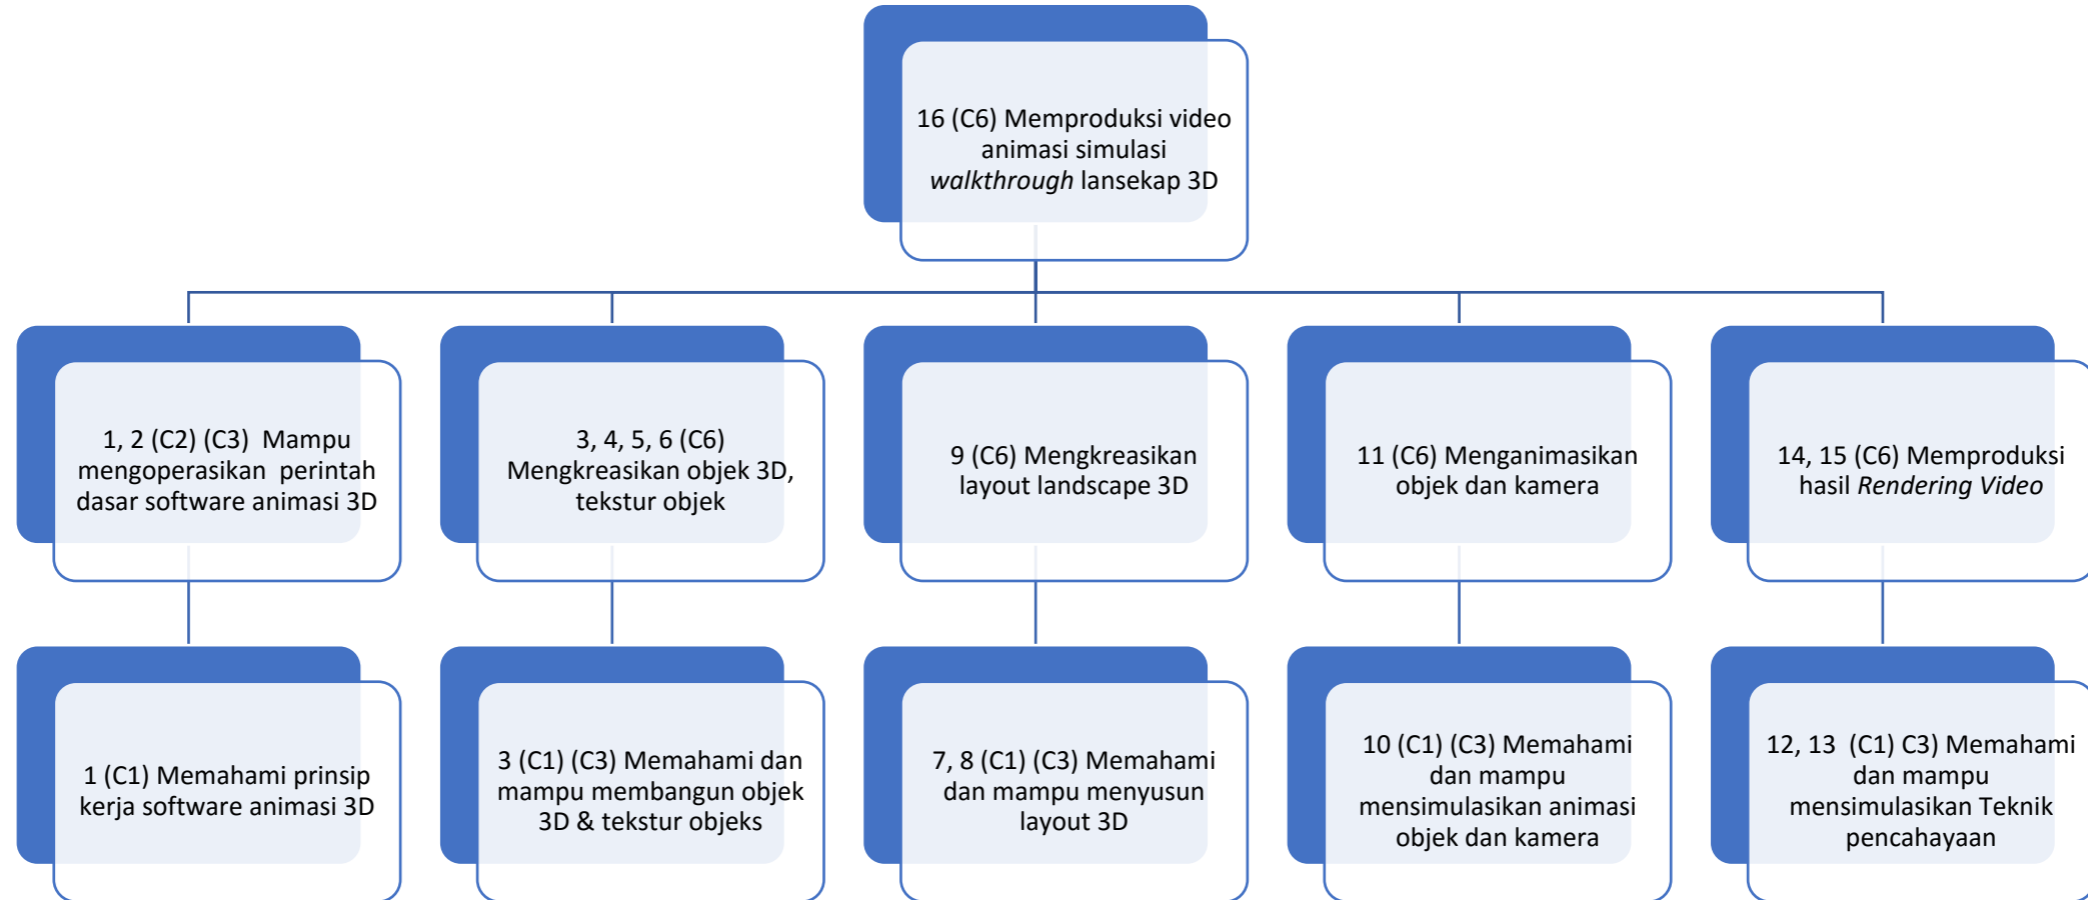 16 (C6) Memproduksi video
animasi simulasi
walkthrough lansekap 3D
1, 2 (C2) (C3)  Mampu
mengoperasikan  perintah
dasar software animasi 3D
3, 4, 5, 6 (C6)
Mengkreasikan objek 3D,
tekstur objek
9 (C6) Mengkreasikan
layout landscape 3D
11 (C6) Menganimasikan
objek dan kamera
14, 15 (C6) Memproduksi
hasil Rendering Video
1 (C1) Memahami prinsip
kerja software animasi 3D
3 (C1) (C3) Memahami dan
mampu membangun objek
3D & tekstur objeks
7, 8 (C1) (C3) Memahami
dan mampu menyusun
layout 3D
10 (C1) (C3) Memahami
dan mampu
mensimulasikan animasi
objek dan kamera
12, 13  (C1) C3) Memahami
dan mampu
mensimulasikan Teknik
pencahayaan